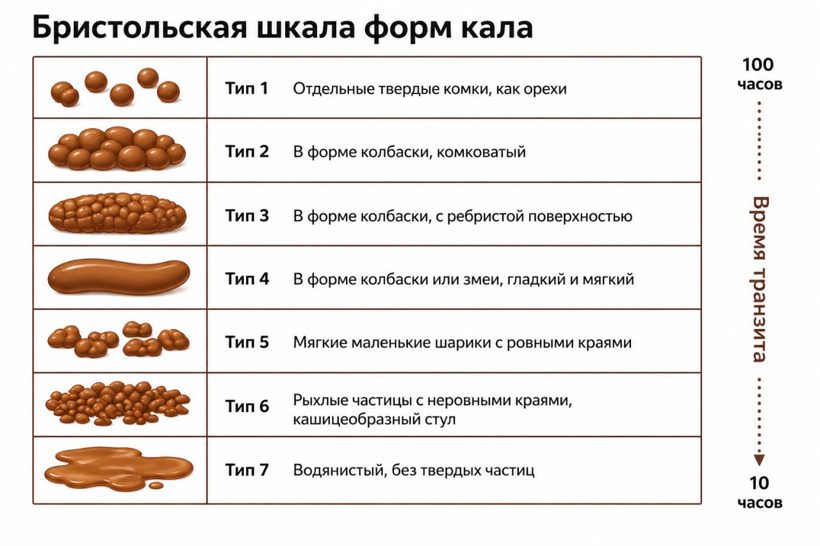 Бристольская шкала форм кала
100
часов
Тип 1 Отдельные твердые комки, как орехи
Тип 2 В форме колбаски, комковатый
Тип 3 В форме колбаски, с ребристой поверхностью
Время транзита
Тип 4 В форме колбаски или змеи, гладкий и мягкий
Тип 5 Мягкие маленькие шарики с ровными краями
Тип 6 Рыхлые частицы с неровными краями,
кашицеобразный стул
Тип 7 Водянистый, без твердых частиц
10
часов